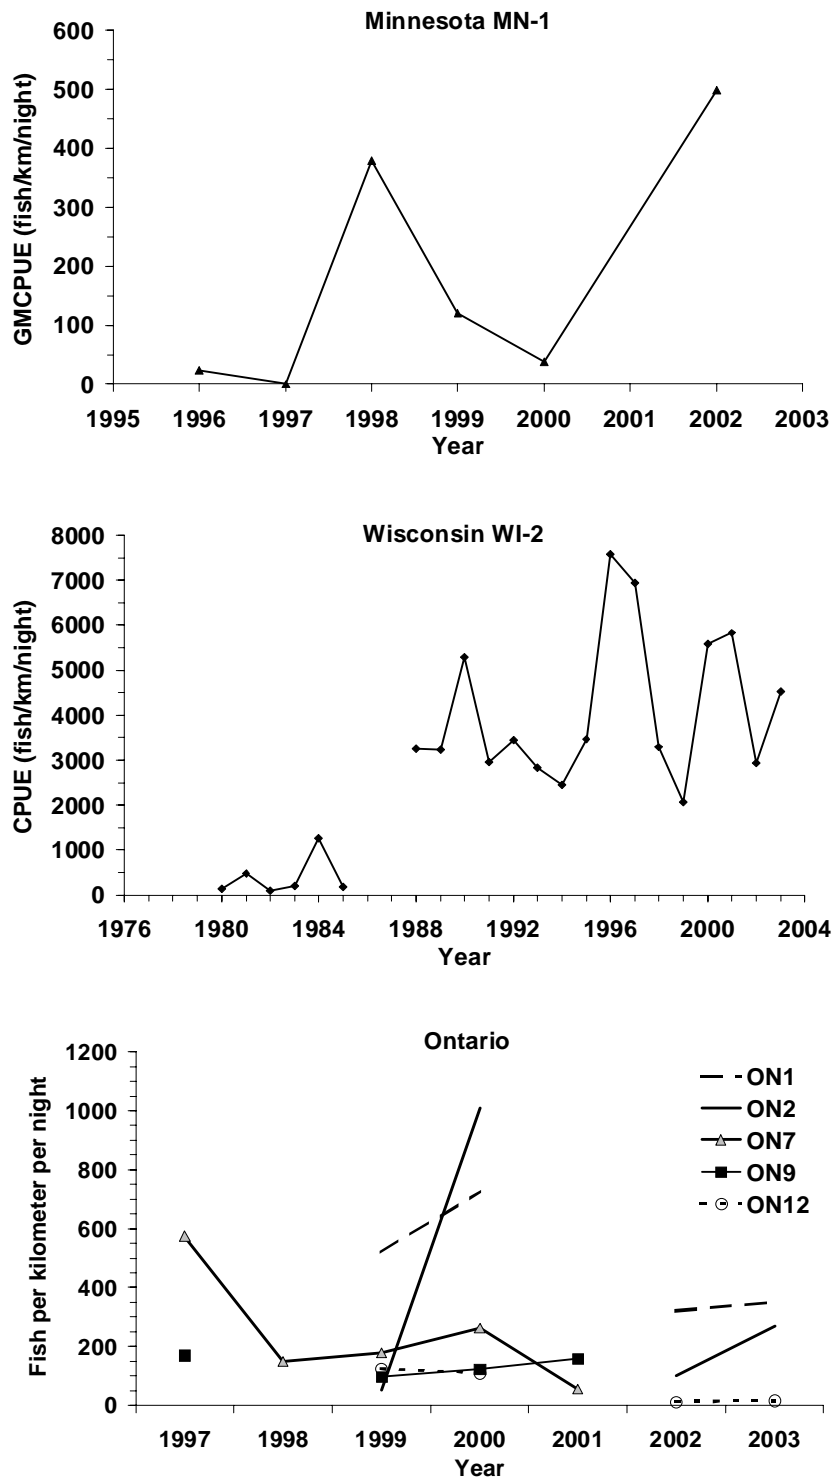 Minnesota MN-1
GMCPUE (fish/km/night)
600
500
400
300
200
100
0
1995 1996 1997 1998 1999 2000 2001 2002 2003
Year
Wisconsin WI-2
CPUE (fish/km/night)
8000
7000
6000
5000
4000
3000
2000
1000
0
1976 1980 1984 1988 1992 1996 2000 2004
Year
Ontario
Fish per kilometer per night
1200
1000
800
600
400
200
0
ON1
ON2
ON7
ON9
ON12
1997 1998 1999 2000 2001 2002 2003
Year